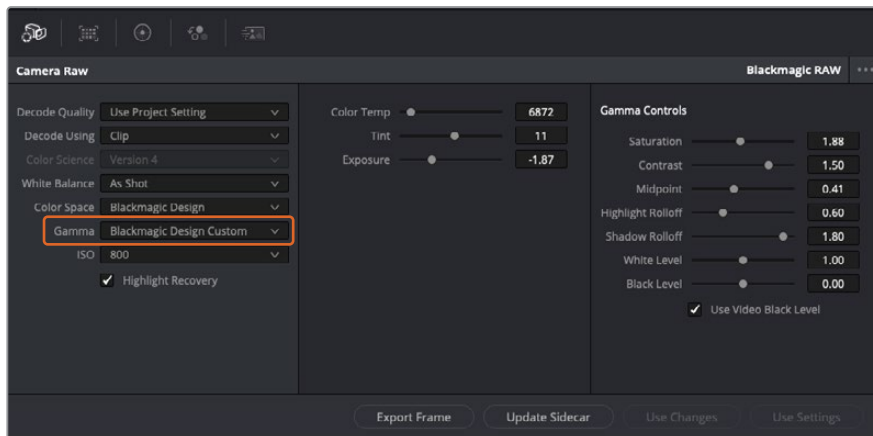 Camera Raw
Blackmagic RAW
Decode Quality Use Project Setting
Decode Using Clip
Color Science Version 4
White Balance As Shot
Color Space Blackmagic Design
Gamma Blackmagic Design Custom
ISO 800
Highlight Recovery
Color Temp 6872
Tint 11
Exposure -1.87
Gamma Controls
Saturation 1.88
Contrast 1.50
Midpoint 0.41
Highlight Rolloff 0.60
Shadow Rolloff 1.80
White Level 1.00
Black Level 0.00
Use Video Black Level
Export Frame Update Sidecar Use Changes Use Settings